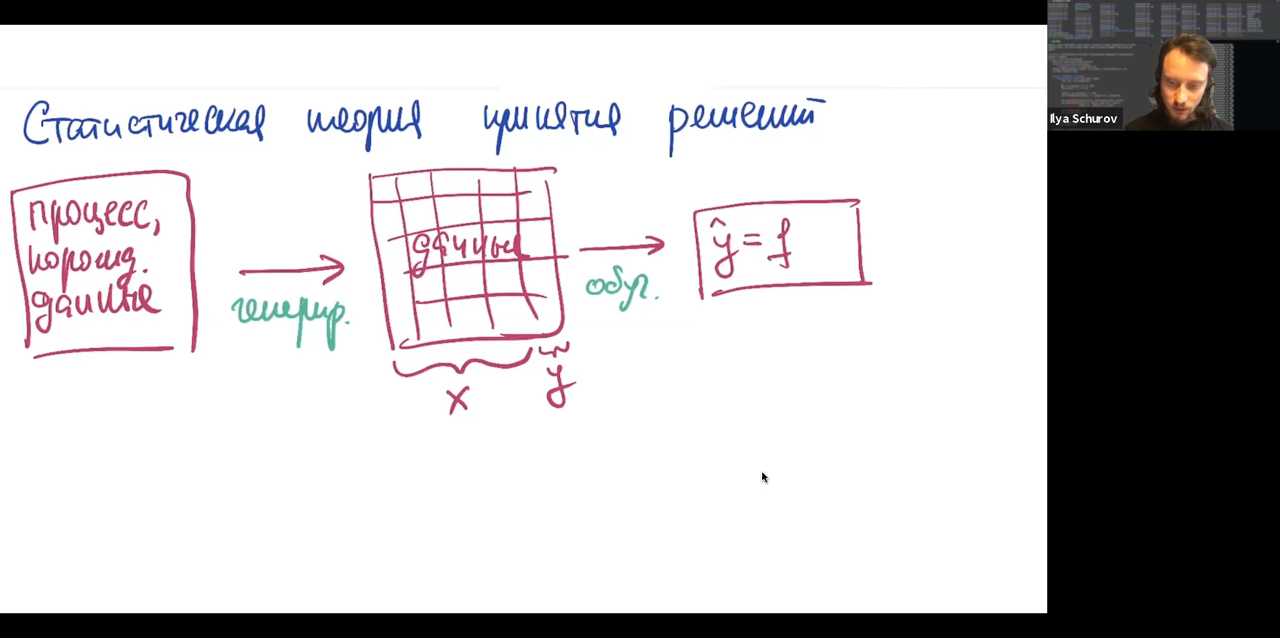 Статистическая теория принятия решений
Ilya Schurov
процесс,
порожд.
данные
генерир.
данные
обуч.
ŷ = f
x
y